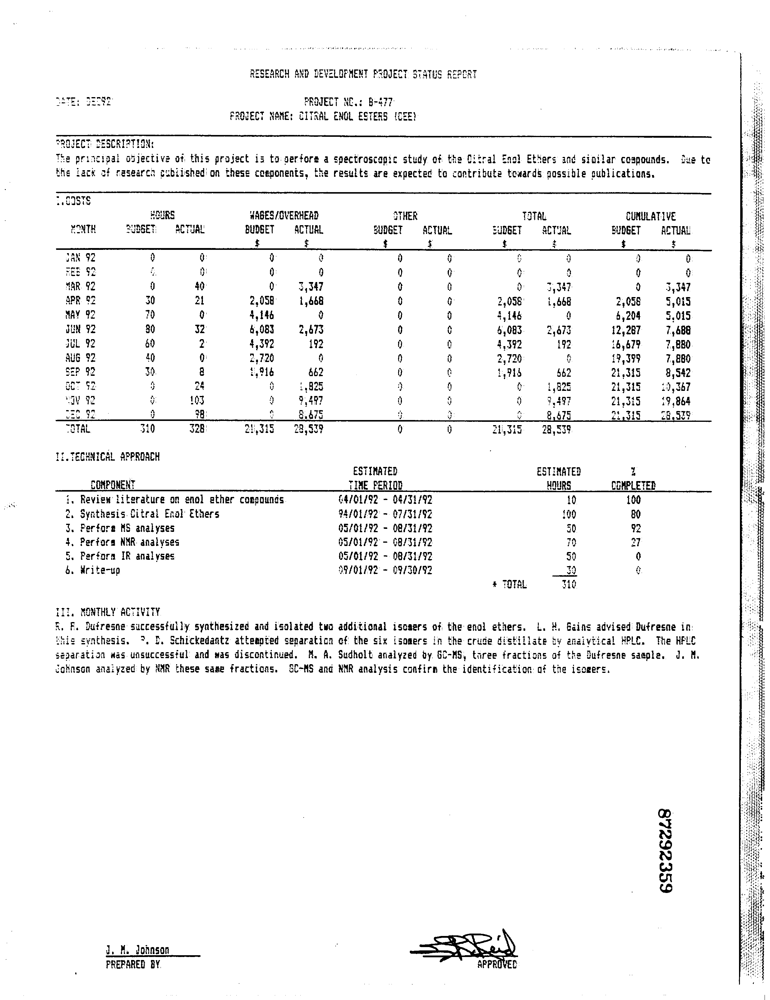 RESEARCH AND DEVELOPMENT PROJECT STATUS REPORT
DATE: DEC92 PROJECT NO.: B-477
PROJECT NAME: CITRAL ENOL ESTERS (CEE)
PROJECT DESCRIPTION:
The principal objective of this project is to perform a spectroscopic study of the Citral Enol Ethers and similar compounds. Due to
the lack of research published on these components, the results are expected to contribute towards possible publications.
I.COSTS
HOURS WAGES/OVERHEAD OTHER TOTAL CUMULATIVE
MONTH BUDGET ACTUAL BUDGET ACTUAL BUDGET ACTUAL BUDGET ACTUAL BUDGET ACTUAL
$ $ $ $ $ $ $ $
JAN 92 0 0 0 0 0 0 0 0 0 0
FEB 92 0 0 0 0 0 0 0 0 0 0
MAR 92 0 40 0 3,347 0 0 0 3,347 0 3,347
APR 92 30 21 2,058 1,668 0 0 2,058 1,668 2,058 5,015
MAY 92 70 0 4,146 0 0 0 4,146 0 6,204 5,015
JUN 92 80 32 6,083 2,673 0 0 6,083 2,673 12,287 7,688
JUL 92 60 2 4,392 192 0 0 4,392 192 16,679 7,880
AUG 92 40 0 2,720 0 0 0 2,720 0 19,399 7,880
SEP 92 30 8 1,916 662 0 0 1,916 662 21,315 8,542
OCT 92 0 24 0 1,825 0 0 0 1,825 21,315 10,367
NOV 92 0 103 0 9,497 0 0 0 9,497 21,315 19,864
DEC 92 0 98 0 8,675 0 0 0 8,675 21,315 28,539
TOTAL 310 328 21,315 28,539 0 0 21,315 28,539
II.TECHNICAL APPROACH
ESTIMATED ESTIMATED %
COMPONENT TIME PERIOD HOURS COMPLETED
1. Review literature on enol ether compounds 04/01/92 - 04/31/92 10 100
2. Synthesis Citral Enol Ethers 94/01/92 - 07/31/92 100 80
3. Perform MS analyses 05/01/92 - 08/31/92 50 92
4. Perform NMR analyses 05/01/92 - 08/31/92 70 27
5. Perform IR analyses 05/01/92 - 08/31/92 50 0
6. Write-up 09/01/92 - 09/30/92 30 0
* TOTAL 310
III. MONTHLY ACTIVITY
R. F. Dufresne successfully synthesized and isolated two additional isomers of the enol ethers. L. H. Gains advised Dufresne in
this synthesis. P. D. Schickedantz attempted separation of the six isomers in the crude distillate by analytical HPLC. The HPLC
separation was unsuccessful and was discontinued. M. A. Sudholt analyzed by GC-MS, three fractions of the Dufresne sample. J. M.
Johnson analyzed by NMR these same fractions. GC-MS and NMR analysis confirm the identification of the isomers.
87292359
J. M. Johnson
PREPARED BY APPROVED